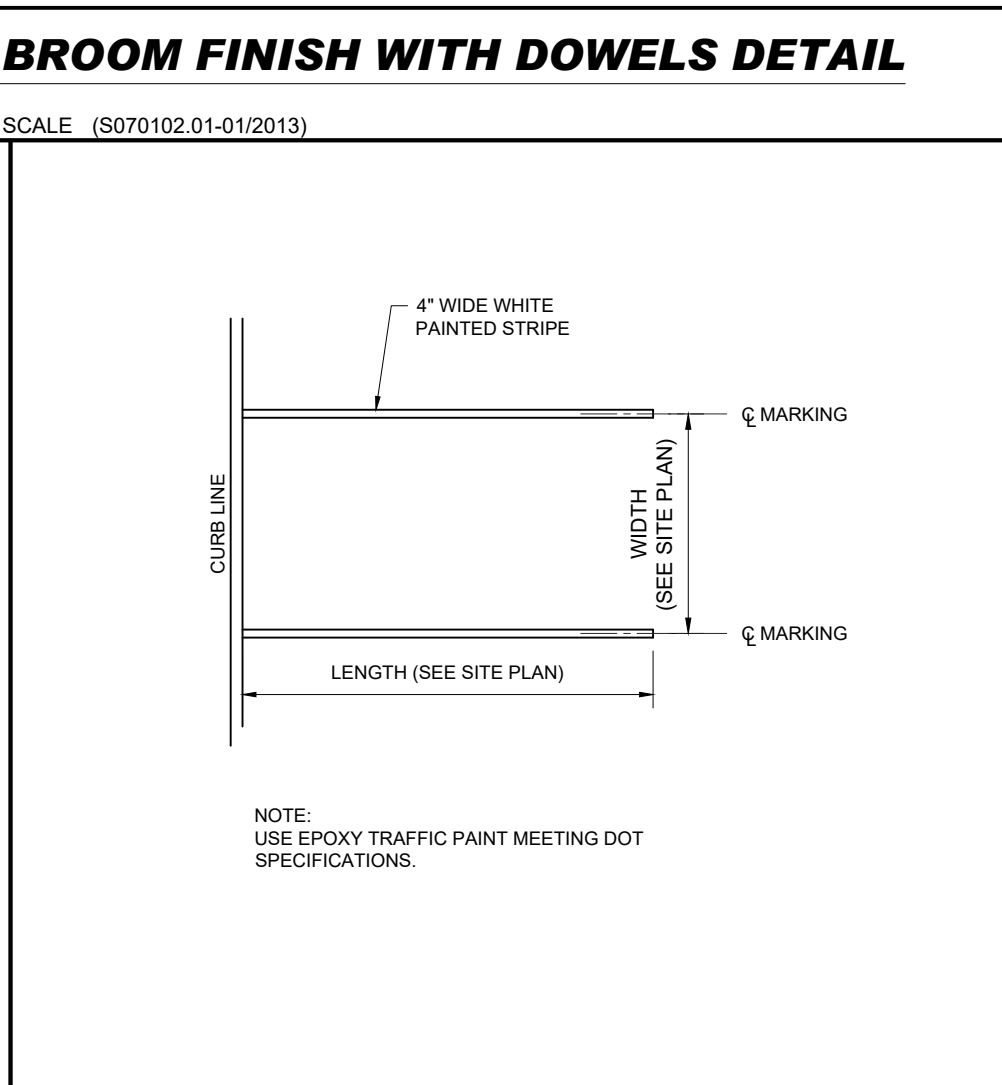 BROOM FINISH WITH DOWELS DETAIL
SCALE (S070102.01-01/2013)
4" WIDE WHITE
PAINTED STRIPE
℄ MARKING
CURB LINE
WIDTH
(SEE SITE PLAN)
℄ MARKING
LENGTH (SEE SITE PLAN)
NOTE:
USE EPOXY TRAFFIC PAINT MEETING DOT
SPECIFICATIONS.